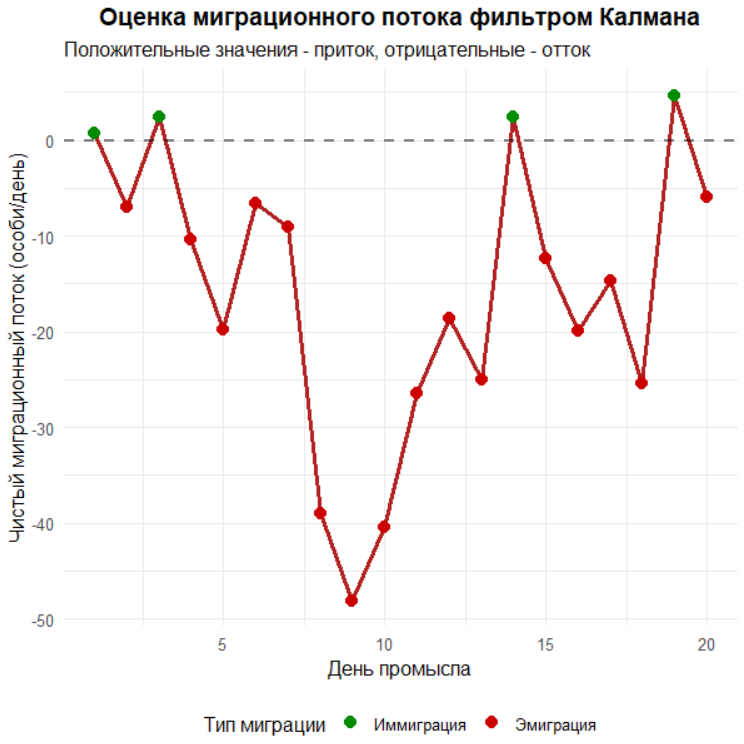 Оценка миграционного потока фильтром Калмана
Положительные значения - приток, отрицательные - отток
Чистый миграционный поток (особи/день)
0
-10
-20
-30
-40
-50
5
10
15
20
День промысла
Тип миграции
Иммиграция
Эмиграция